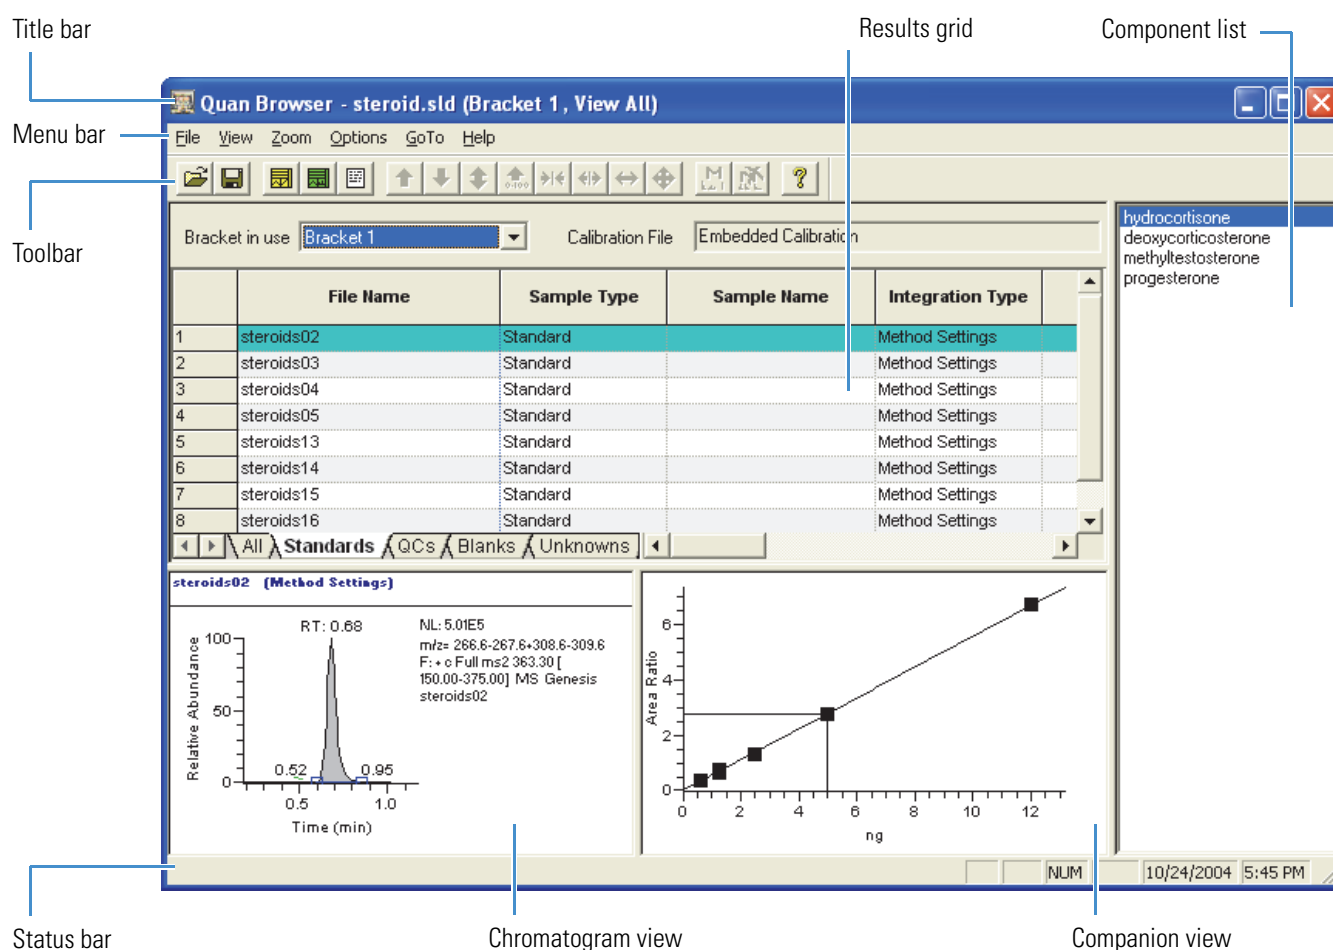 Title bar
Results grid
Component list
Quan Browser - steroid.sld (Bracket 1, View All)
Menu bar
File View Zoom Options GoTo Help
Toolbar
Bracket in use Bracket 1 Calibration File Embedded Calibration
hydrocortisone
deoxycorticosterone
methyltestosterone
progesterone
File Name Sample Type Sample Name Integration Type
1 steroids02 Standard Method Settings
2 steroids03 Standard Method Settings
3 steroids04 Standard Method Settings
4 steroids05 Standard Method Settings
5 steroids13 Standard Method Settings
6 steroids14 Standard Method Settings
7 steroids15 Standard Method Settings
8 steroids16 Standard Method Settings
All Standards QCs Blanks Unknowns
steroids02 (Method Settings)
RT: 0.68
NL: 5.01E5
m/z= 266.6-267.6+308.6-309.6
F: + c Full ms2 363.30 [
150.00-375.00] MS Genesis
steroids02
Relative Abundance
100
50
0
0.52 0.95
0.5 1.0
Time (min)
Area Ratio
6
4
2
0
0 2 4 6 8 10 12
ng
NUM 10/24/2004 5:45 PM
Status bar
Chromatogram view
Companion view